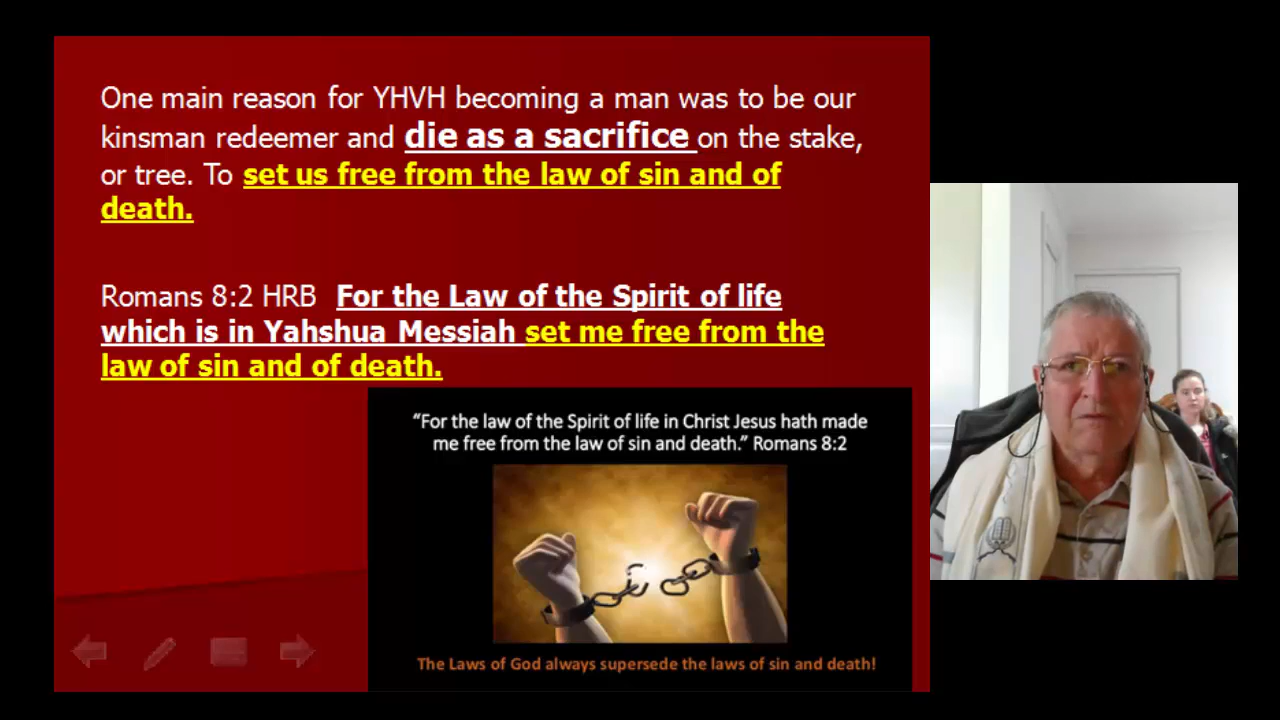 One main reason for YHVH becoming a man was to be our
kinsman redeemer and die as a sacrifice on the stake,
or tree. To set us free from the law of sin and of
death.
Romans 8:2 HRB For the Law of the Spirit of life
which is in Yahshua Messiah set me free from the
law of sin and of death.
“For the law of the Spirit of life in Christ Jesus hath made
me free from the law of sin and death.” Romans 8:2
The Laws of God always supersede the laws of sin and death!